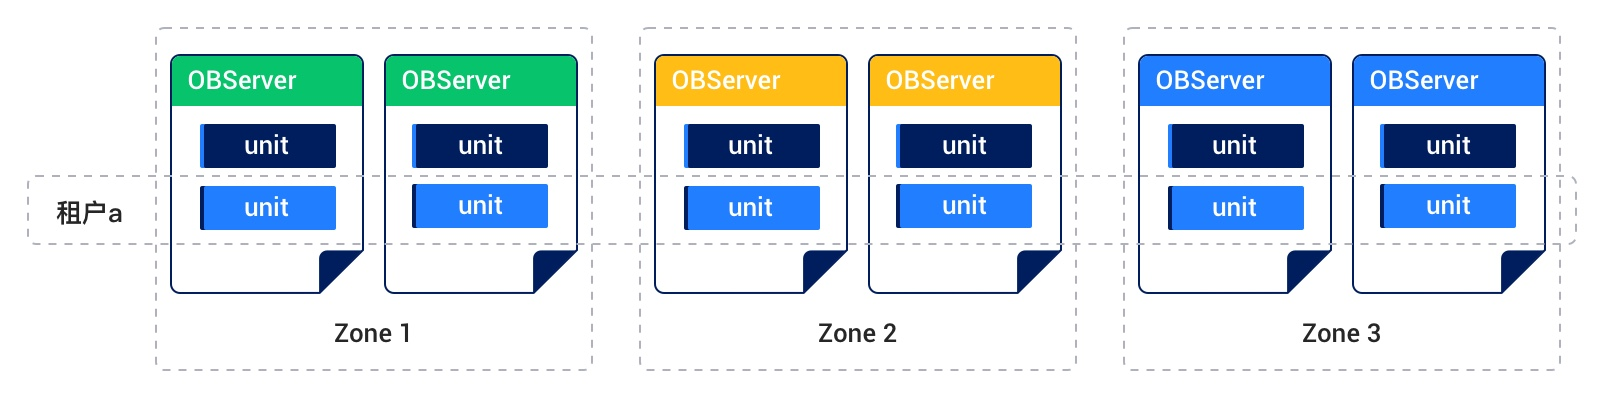 OBServer OBServer OBServer OBServer OBServer OBServer
unit unit unit unit unit unit
租户a unit unit unit unit unit unit
Zone 1 Zone 2 Zone 3